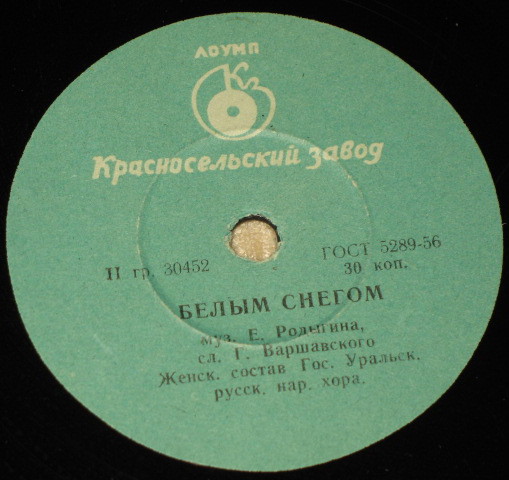 ЛОУМП
КЗ
Красносельский завод
II гр. 30452
ГОСТ 5289-56
30 коп.
БЕЛЫМ СНЕГОМ
муз. Е. Родыгина,
сл. Г. Варшавского
Женск. состав Гос. Уральск.
русск. нар. хора.